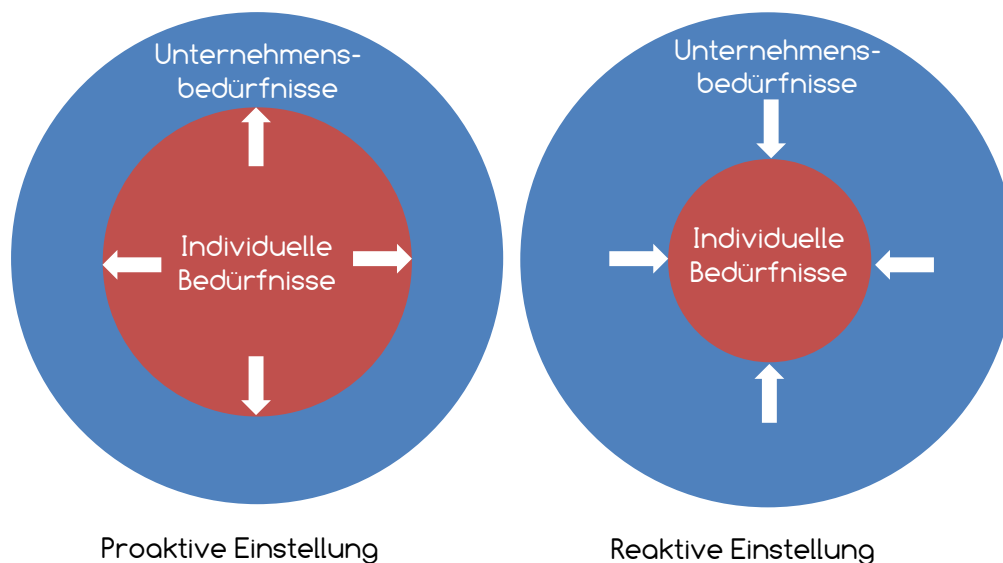 Unternehmens-
bedürfnisse
Individuelle
Bedürfnisse
Proaktive Einstellung
Unternehmens-
bedürfnisse
Individuelle
Bedürfnisse
Reaktive Einstellung